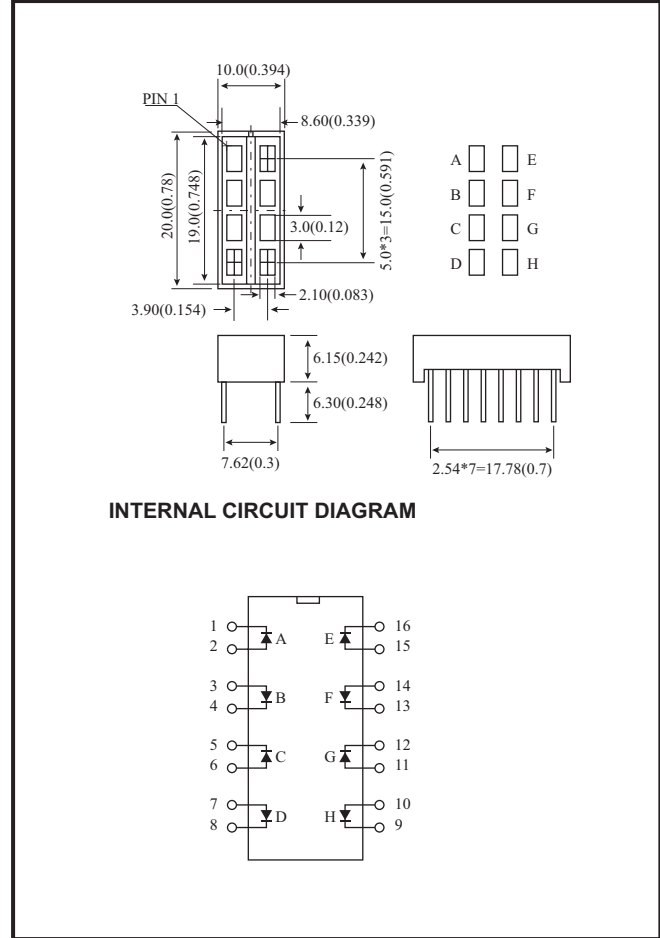 10.0(0.394)
PIN 1
8.60(0.339)
20.0(0.78)
19.0(0.748)
3.0(0.12)
5.0*3=15.0(0.591)
2.10(0.083)
3.90(0.154)
A E
B F
C G
D H
6.15(0.242)
6.30(0.248)
7.62(0.3)
2.54*7=17.78(0.7)
INTERNAL CIRCUIT DIAGRAM
1 16
A E
2 15
3 14
B F
4 13
5 12
C G
6 11
7 10
D H
8 9